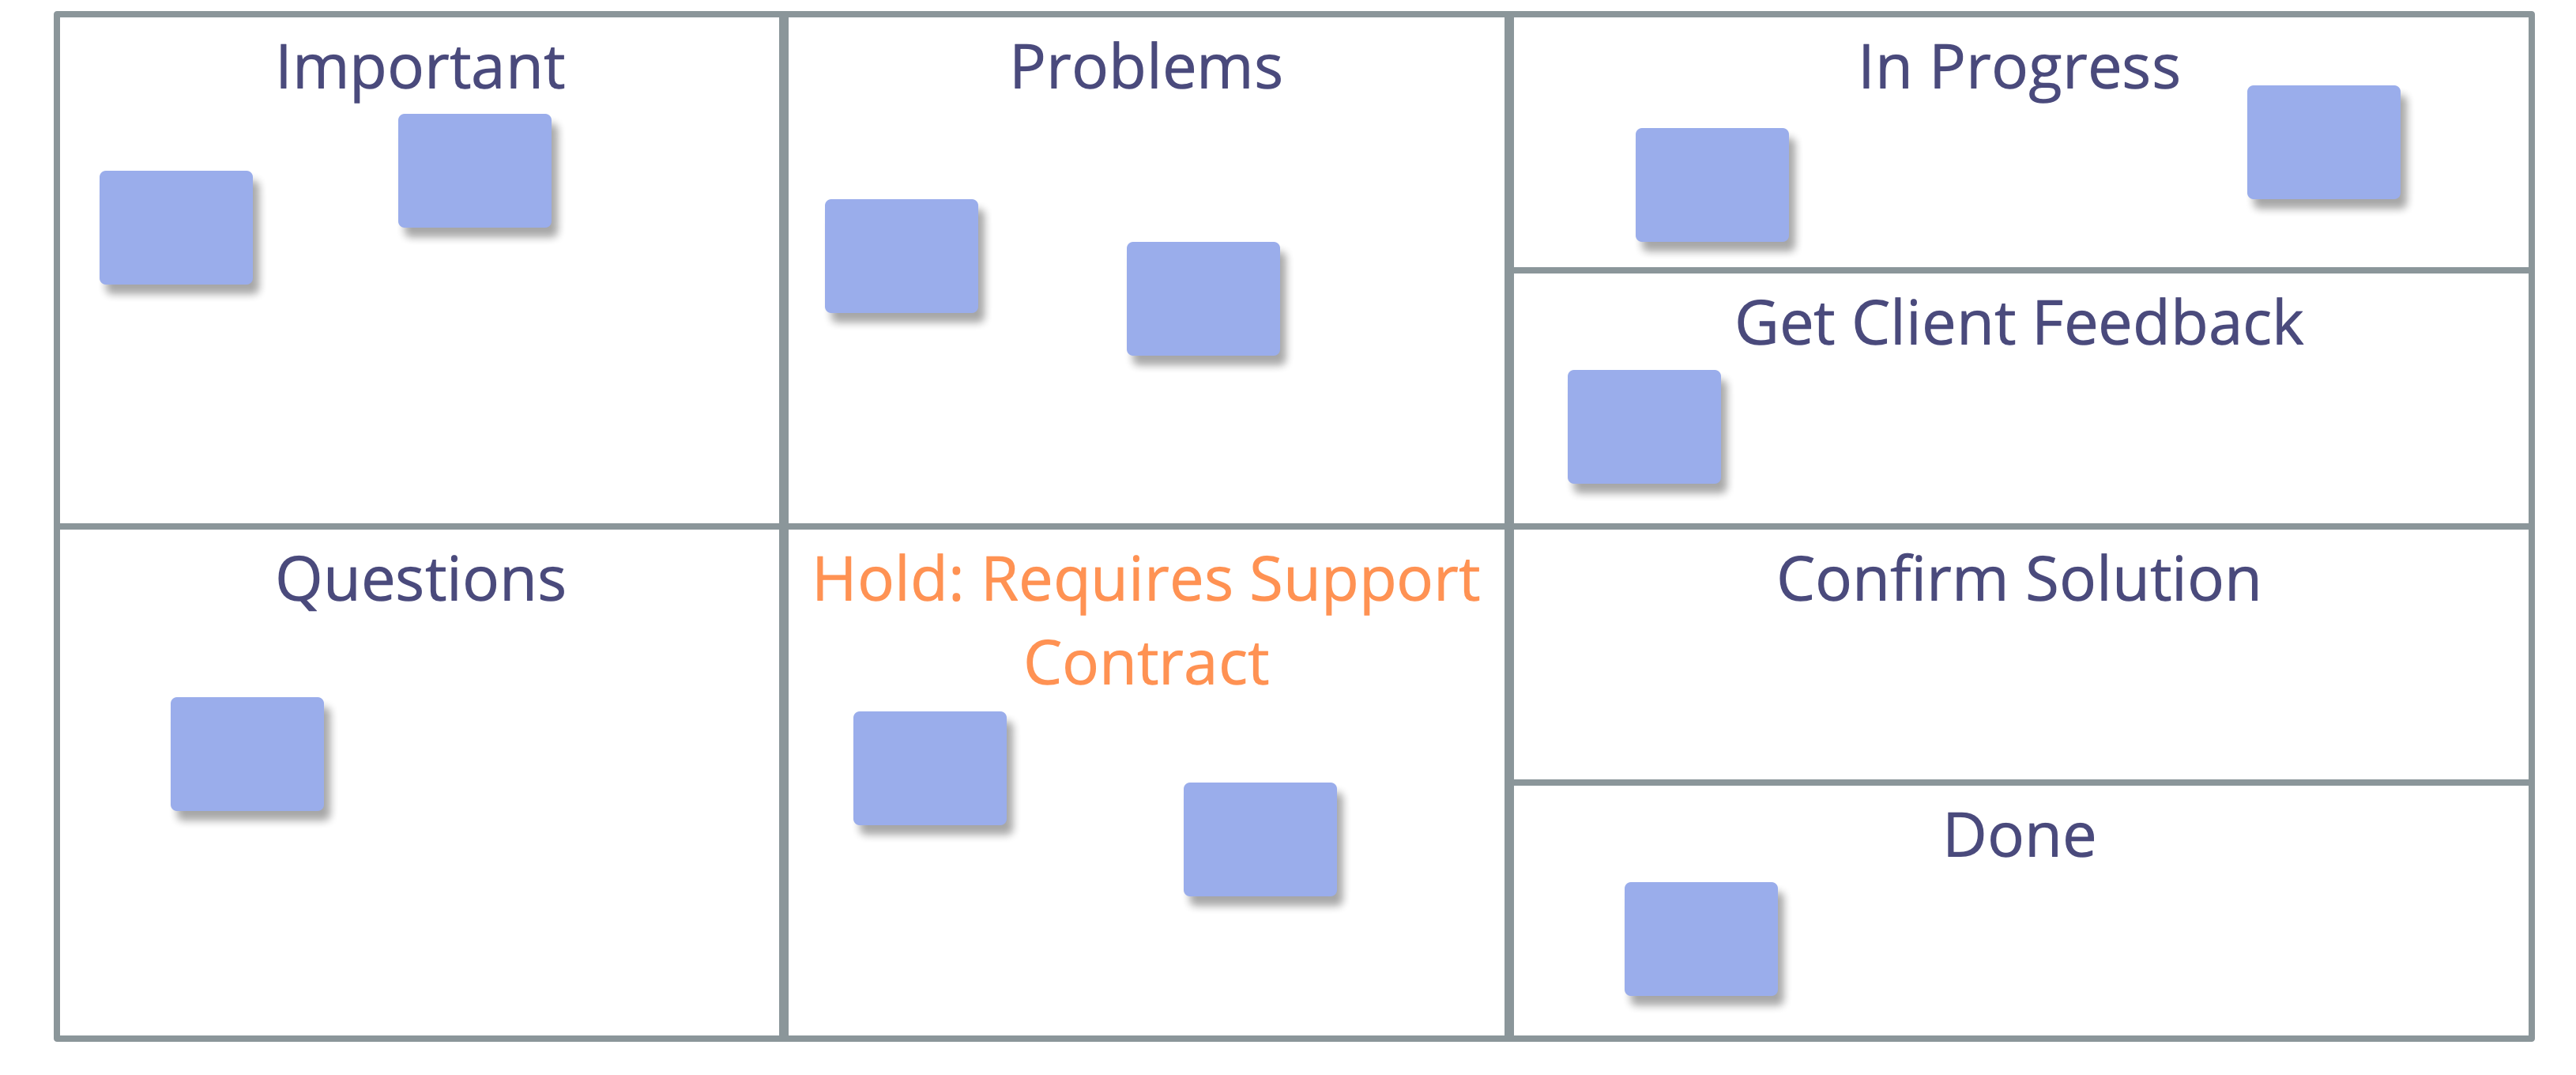 Important
Problems
In Progress
Get Client Feedback
Questions
Hold: Requires Support
Contract
Confirm Solution
Done